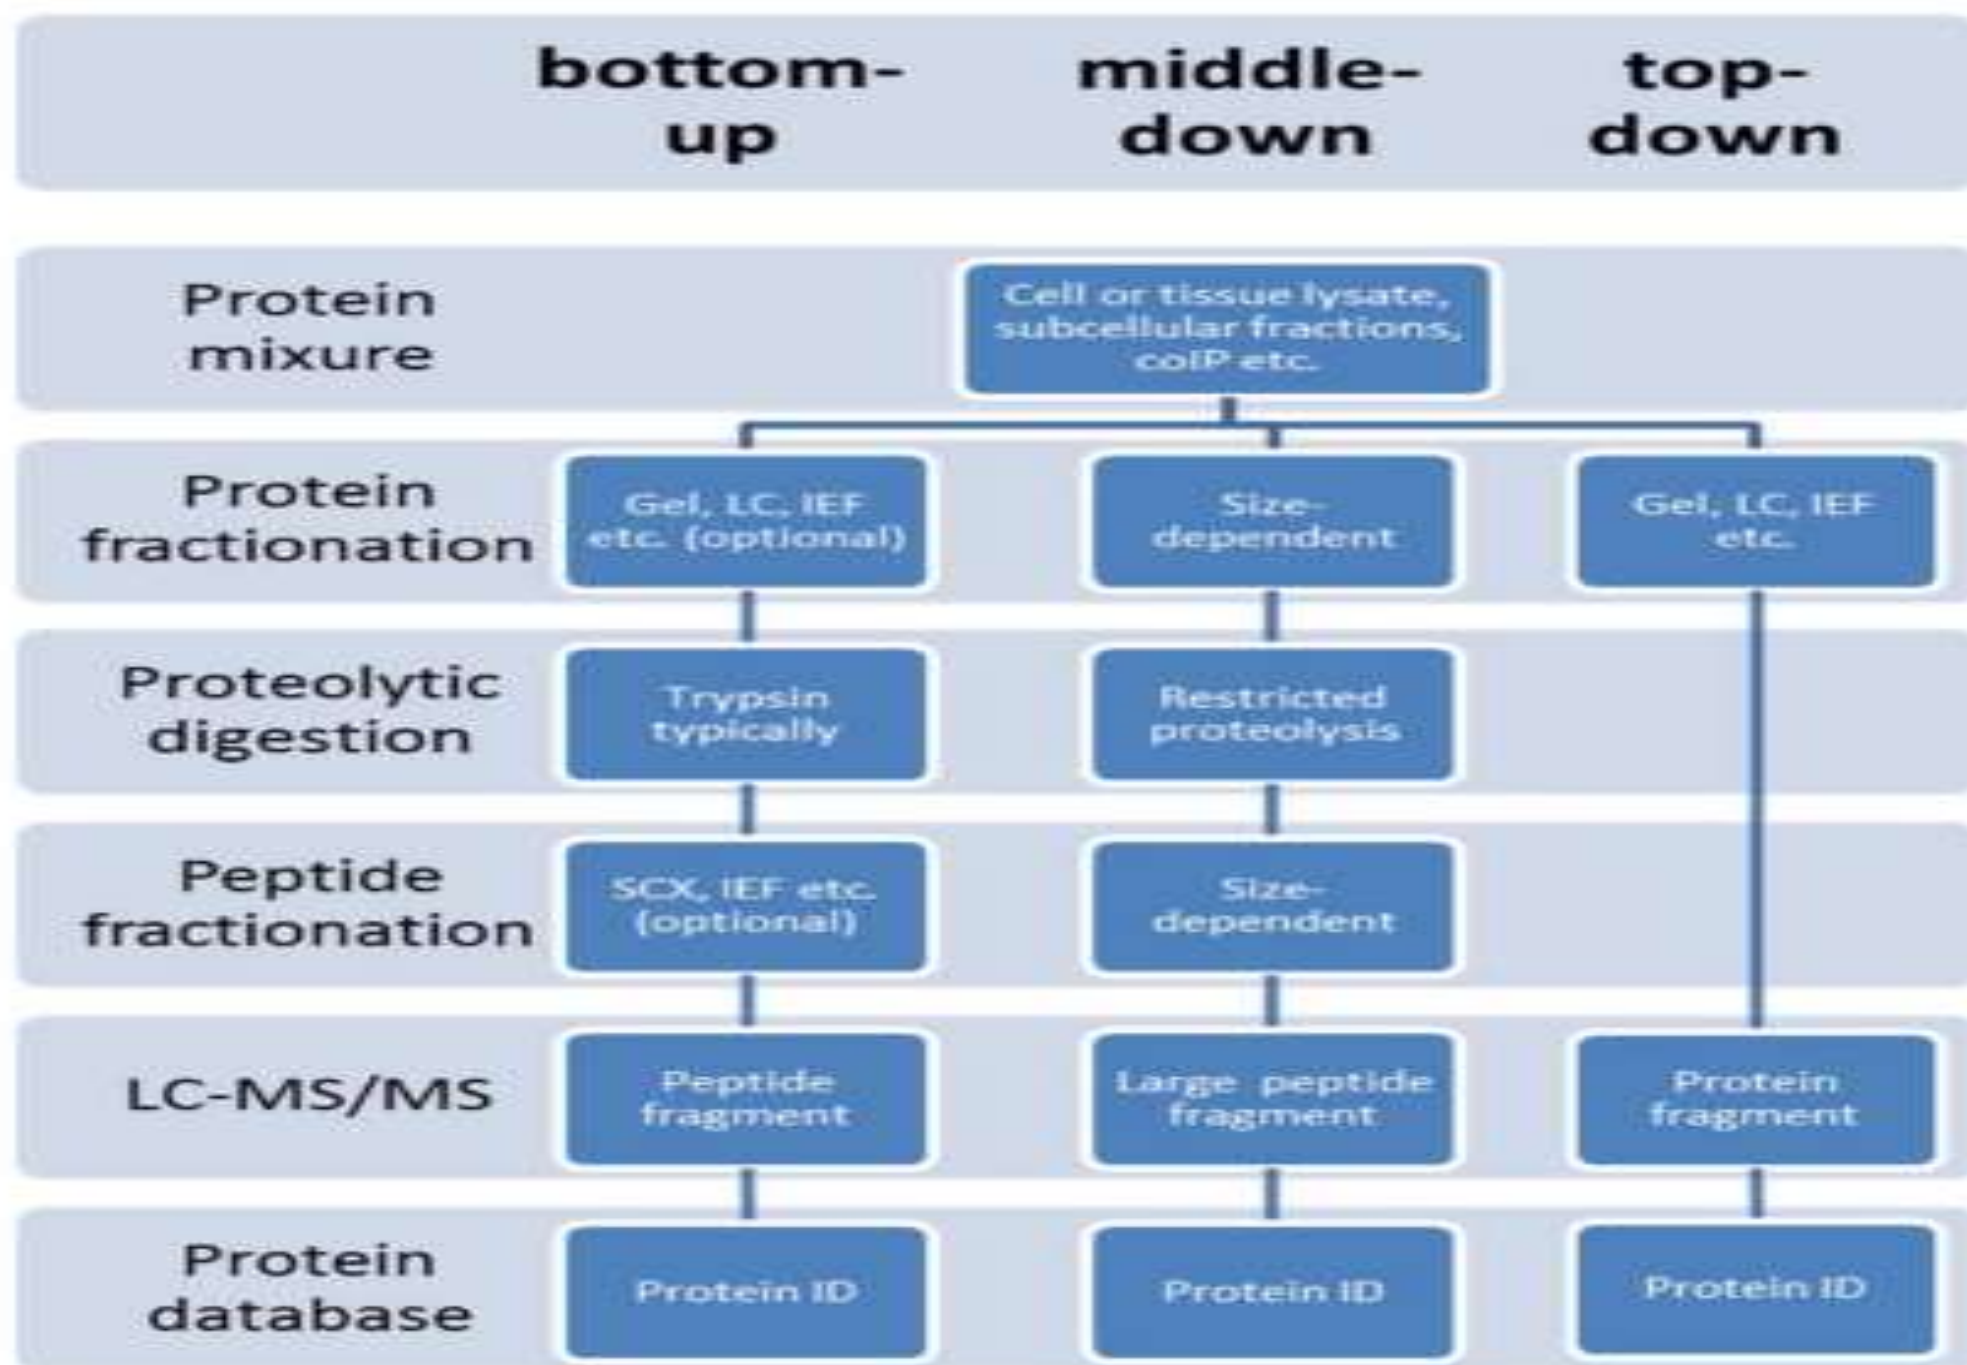 bottom-
up
middle-
down
top-
down
Protein
mixure
Cell or tissue lysate,
subcellular fractions,
coIP etc.
Protein
fractionation
Gel, LC, IEF
etc. (optional)
Size-
dependent
Gel, LC, IEF
etc.
Proteolytic
digestion
Trypsin
typically
Restricted
proteolysis
Peptide
fractionation
SCX, IEF etc.
(optional)
Size-
dependent
LC-MS/MS
Peptide
fragment
Large peptide
fragment
Protein
fragment
Protein
database
Protein ID
Protein ID
Protein ID